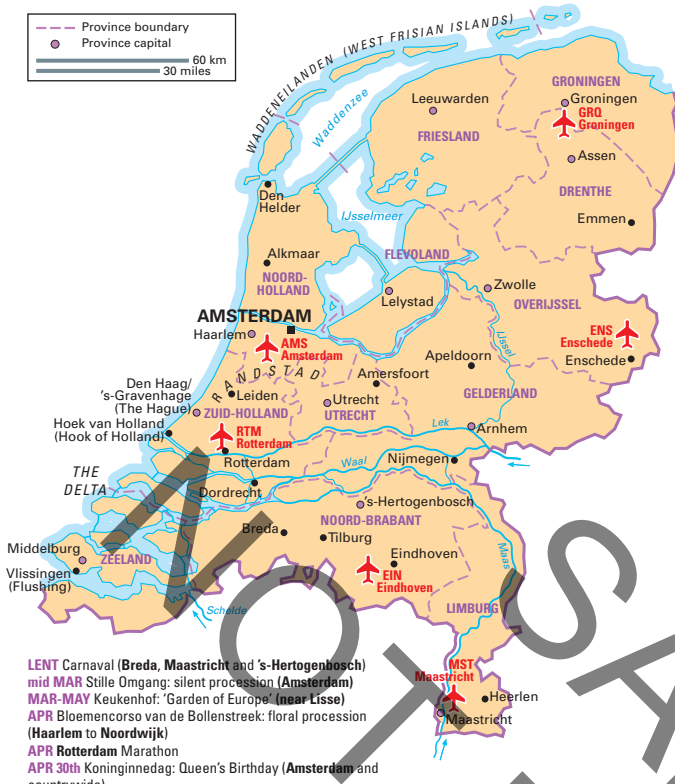 Province boundary
Province capital
60 km
30 miles
WADDENEILANDEN (WEST FRISIAN ISLANDS)
Waddenzee
GRONINGEN
Groningen
GRQ
Groningen
Leeuwarden
FRIESLAND
Assen
DRENTHE
Emmen
Den
Helder
IJsselmeer
Alkmaar
NOORD-
HOLLAND
FLEVOLAND
Lelystad
Zwolle
OVERIJSSEL
IJssel
AMSTERDAM
Haarlem
AMS
Amsterdam
ENS
Enschede
Enschede
RANDSTAD
Apeldoorn
Amersfoort
Den Haag/
's-Gravenhage
(The Hague)
Leiden
Utrecht
UTRECHT
GELDERLAND
ZUID-HOLLAND
Hoek van Holland
(Hook of Holland)
RTM
Rotterdam
Rotterdam
Lek
Arnhem
Waal
Nijmegen
THE
DELTA
Dordrecht
's-Hertogenbosch
NOORD-BRABANT
Breda
Tilburg
Maas
Middelburg
ZEELAND
Vlissingen
(Flushing)
Eindhoven
EIN
Eindhoven
Schelde
LIMBURG
MST
Maastricht
Heerlen
Maastricht
LENT Carnaval (Breda, Maastricht and 's-Hertogenbosch)
mid MAR Stille Omgang: silent procession (Amsterdam)
MAR-MAY Keukenhof: 'Garden of Europe' (near Lisse)
APR Bloemencorso van de Bollenstreek: floral procession
(Haarlem to Noordwijk)
APR Rotterdam Marathon
APR 30th Koninginnedag: Queen's Birthday (Amsterdam and
countrywide)
NOT
SA